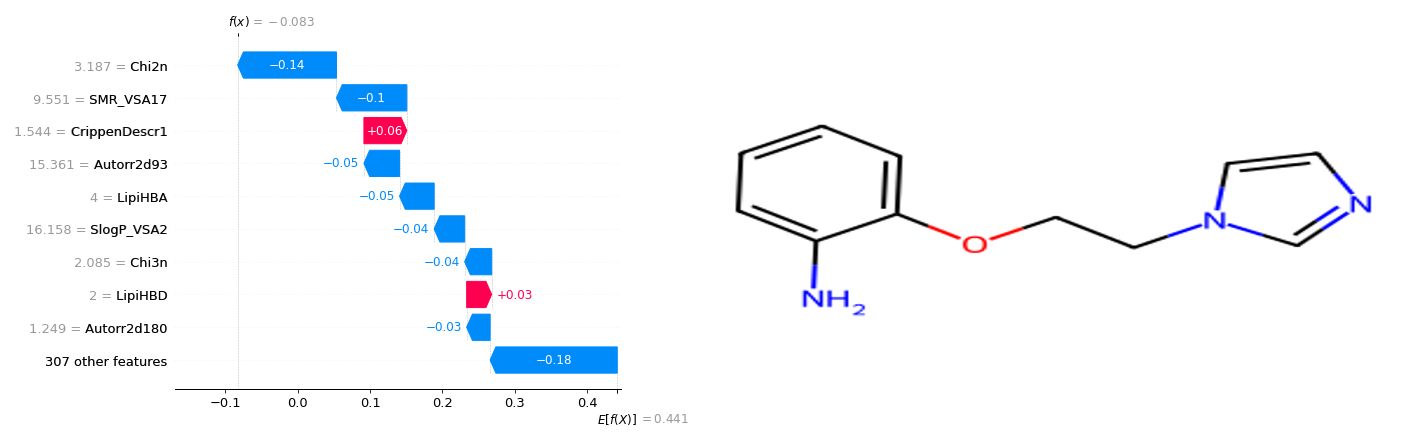 f(x) = −0.083
3.187 = Chi2n
−0.14
9.551 = SMR_VSA17
−0.1
1.544 = CrippenDescr1
+0.06
15.361 = Autorr2d93
−0.05
4 = LipiHBA
−0.05
16.158 = SlogP_VSA2
−0.04
2.085 = Chi3n
−0.04
2 = LipiHBD
+0.03
1.249 = Autorr2d180
−0.03
307 other features
−0.18
−0.1 0.0 0.1 0.2 0.3 0.4
E[f(X)] = 0.441
N
N
O
NH2